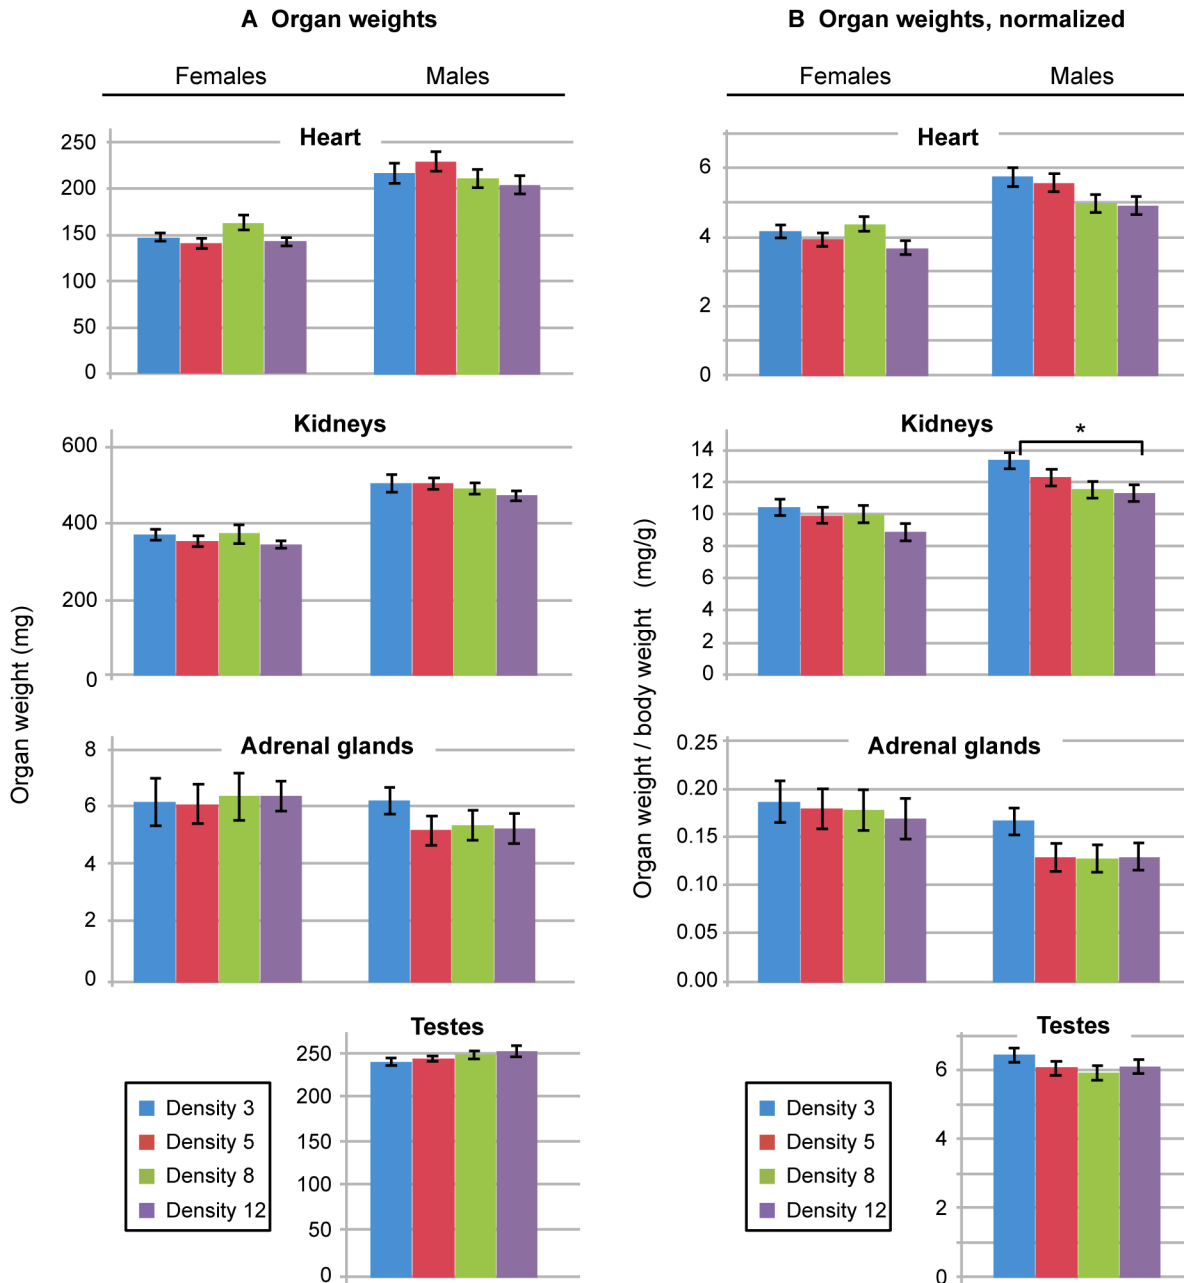 A Organ weights
B Organ weights, normalized
Females Males
Females Males
Heart
250
200
150
100
50
0
Heart
6
4
2
0
Kidneys
600
400
200
0
Kidneys
*
14
12
10
8
6
4
2
0
Organ weight (mg)
Organ weight / body weight (mg/g)
Adrenal glands
8
6
4
2
0
Adrenal glands
0.25
0.20
0.15
0.10
0.05
0.00
Testes
250
200
150
100
50
0
Density 3
Density 5
Density 8
Density 12
Testes
6
4
2
0
Density 3
Density 5
Density 8
Density 12